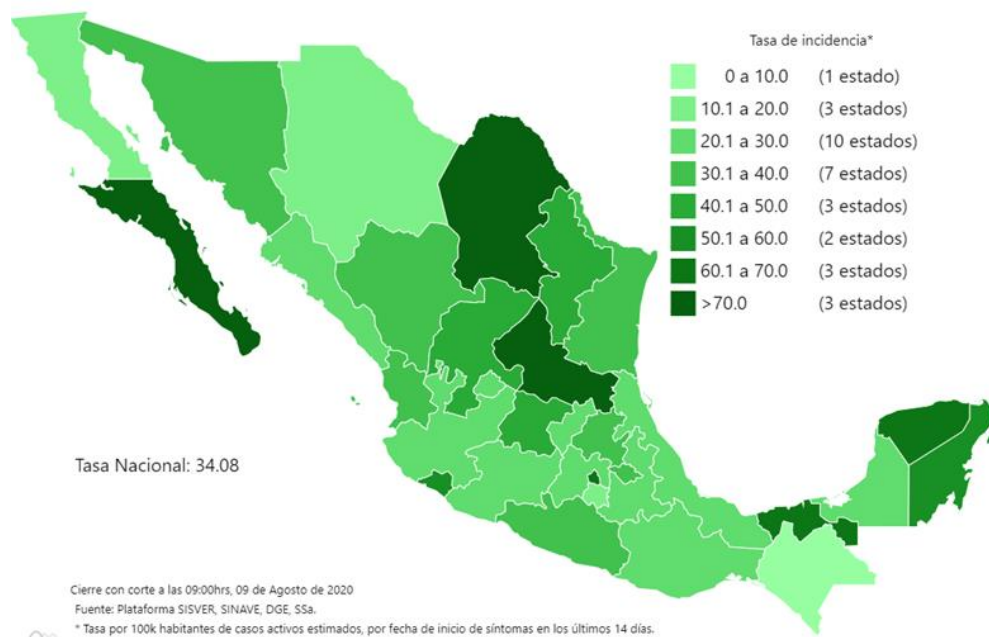 Tasa de incidencia*
0 a 10.0 (1 estado)
10.1 a 20.0 (3 estados)
20.1 a 30.0 (10 estados)
30.1 a 40.0 (7 estados)
40.1 a 50.0 (3 estados)
50.1 a 60.0 (2 estados)
60.1 a 70.0 (3 estados)
>70.0 (3 estados)
Tasa Nacional: 34.08
Cierre con corte a las 09:00hrs, 09 de Agosto de 2020
Fuente: Plataforma SISVER, SINAVE, DGE, SSa.
* Tasa por 100k habitantes de casos activos estimados, por fecha de inicio de síntomas en los últimos 14 días.